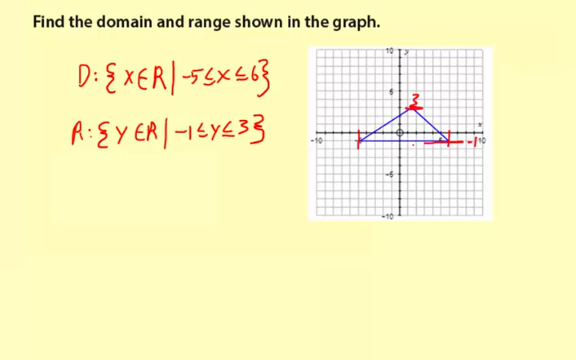 Find the domain and range shown in the graph.
D: {x∈R | -5≤x≤6}
R: {y∈R | -1≤y≤3}
10
y
5
3
x
-10
10
-1
-5
-10